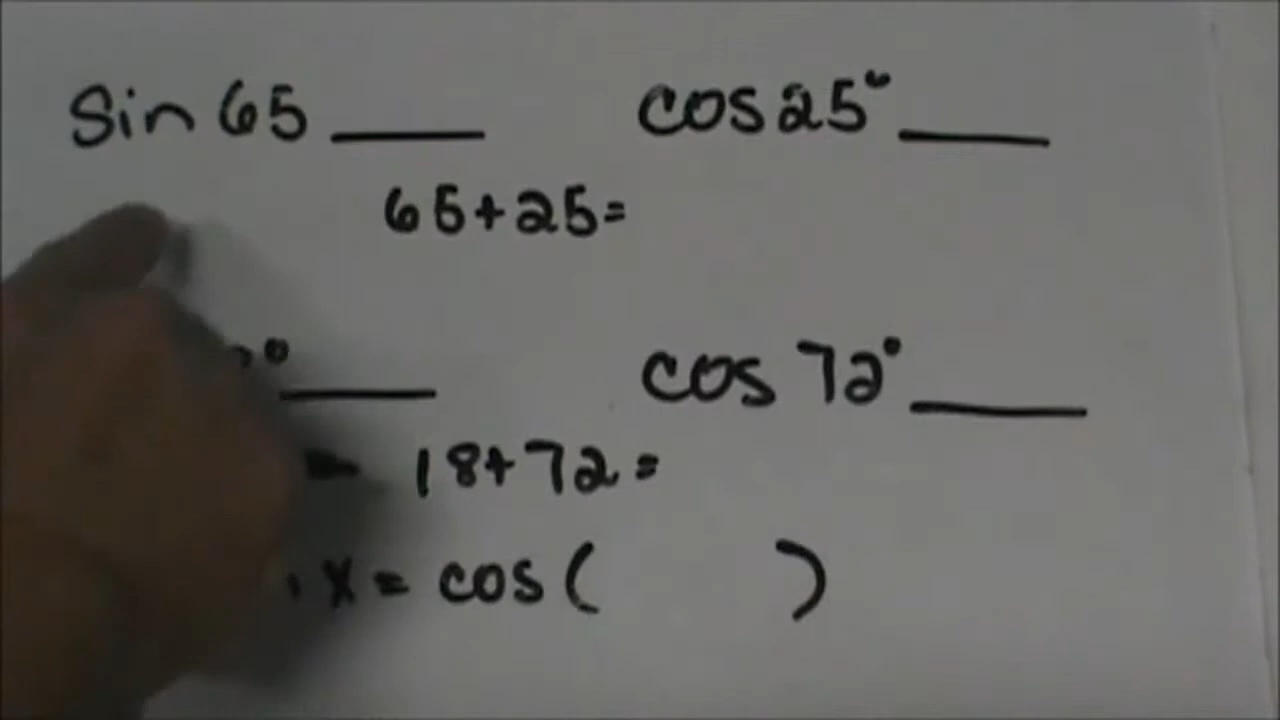 Sin 65 ____ cos 25° ____
65+25=
° ____ cos 72° ____
18+72=
x = cos( )